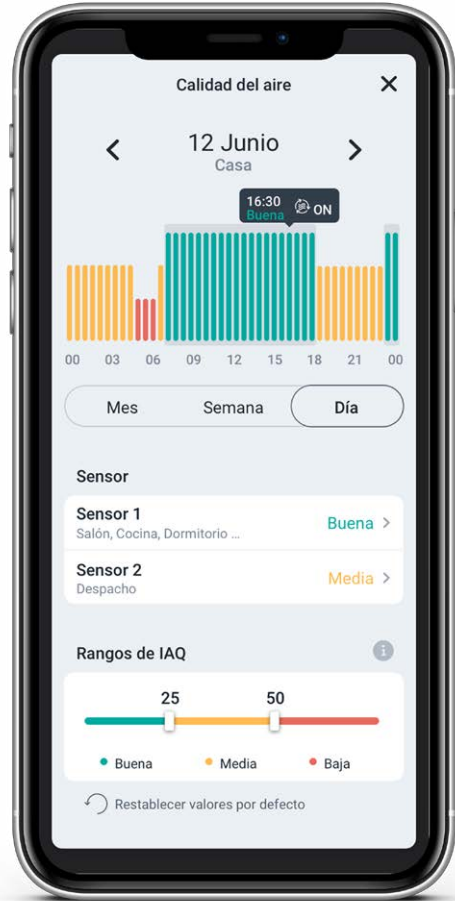 Calidad del aire
12 Junio
Casa
16:30
Buena
ON
00 03 06 09 12 15 18 21 00
Mes Semana Día
Sensor
Sensor 1
Salón, Cocina, Dormitorio ...
Buena
Sensor 2
Despacho
Media
Rangos de IAQ
25 50
Buena Media Baja
Restablecer valores por defecto